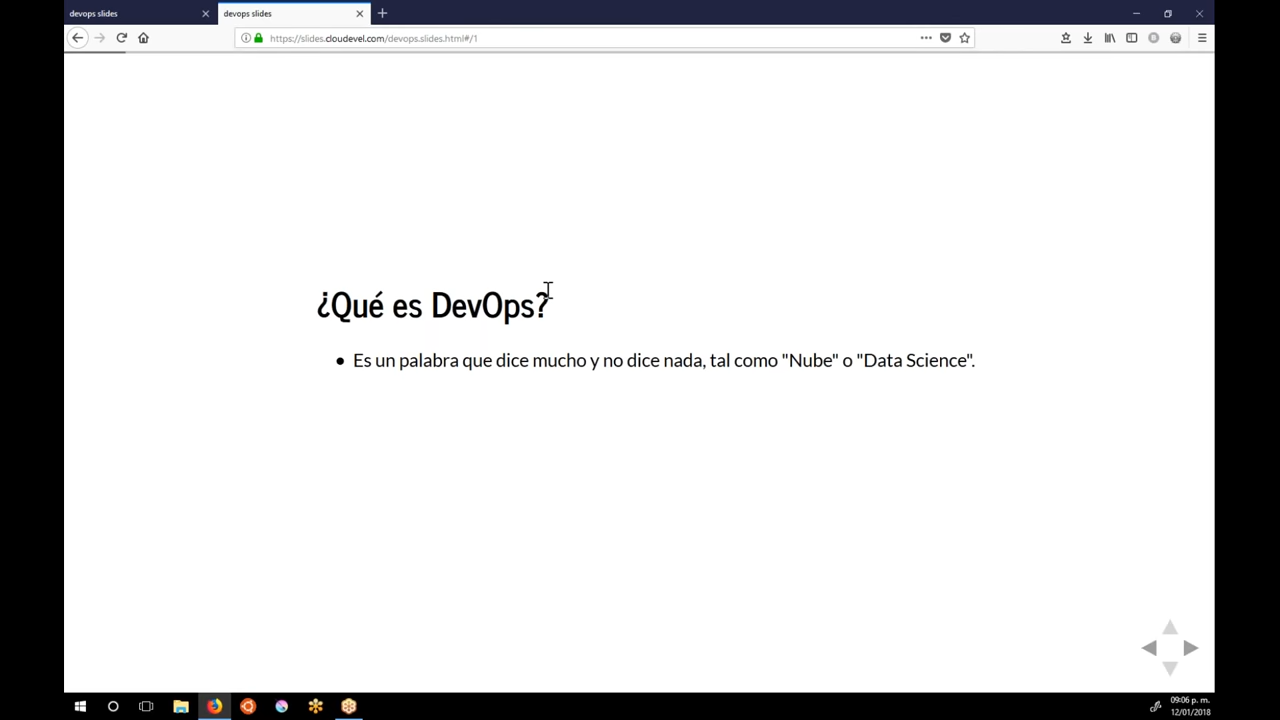 devops slides
devops slides
https://slides.cloudevel.com/devops.slides.html#/1
¿Qué es DevOps?
Es un palabra que dice mucho y no dice nada, tal como "Nube" o "Data Science".
09:06 p. m.
12/01/2018